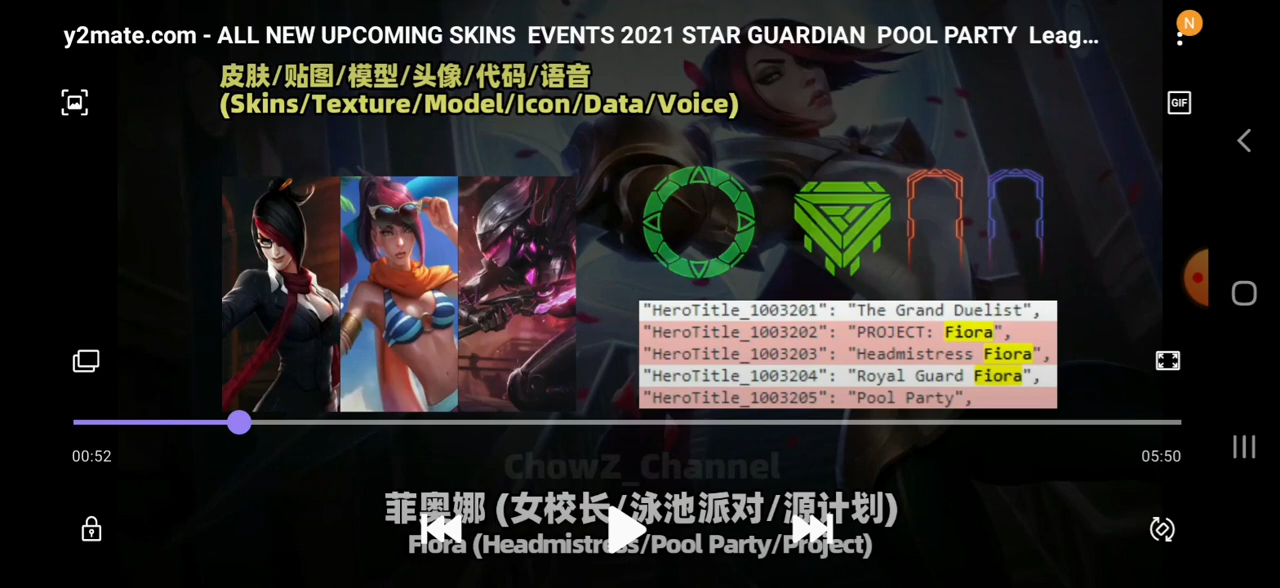 y2mate.com - ALL NEW UPCOMING SKINS  EVENTS 2021 STAR GUARDIAN  POOL PARTY  Leag...
N
皮肤/贴图/模型/头像/代码/语音
(Skins/Texture/Model/Icon/Data/Voice)
GIF
"HeroTitle_1003201": "The Grand Duelist",
"HeroTitle_1003202": "PROJECT: Fiora",
"HeroTitle_1003203": "Headmistress Fiora",
"HeroTitle_1003204": "Royal Guard Fiora",
"HeroTitle_1003205": "Pool Party",
00:52
05:50
ChowZ_Channel
菲奥娜 (女校长/泳池派对/源计划)
Fiora (Headmistress/Pool Party/Project)